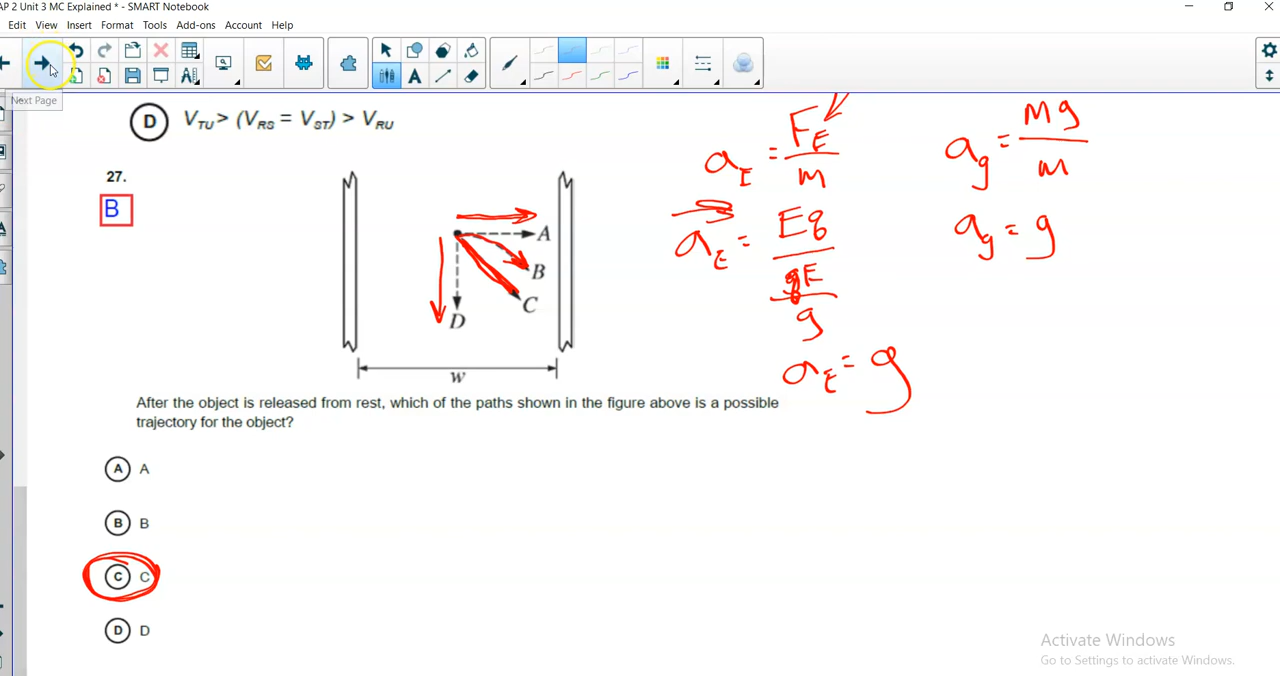 AP 2 Unit 3 MC Explained * - SMART Notebook
Edit View Insert Format Tools Add-ons Account Help
Next Page
D V_TU > (V_RS = V_ST) > V_RU
27.
B
A
B
C
D
w
a_E = F_E / m
a_E = Eq / qE/g
a_E = g
a_g = mg / m
a_g = g
After the object is released from rest, which of the paths shown in the figure above is a possible
trajectory for the object?
A A
B B
C C
D D
Activate Windows
Go to Settings to activate Windows.